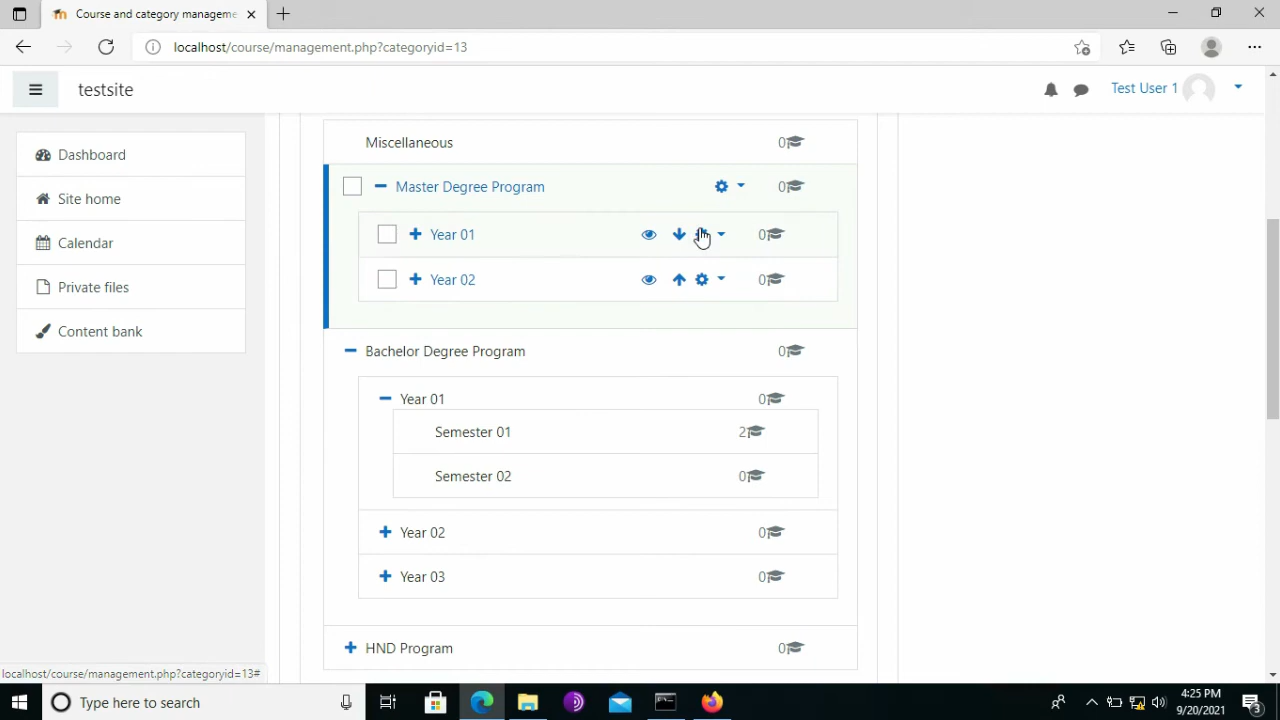 Course and category manageme
localhost/course/management.php?categoryid=13
testsite
Test User 1
Dashboard
Site home
Calendar
Private files
Content bank
Miscellaneous 0
Master Degree Program 0
Year 01 0
Year 02 0
Bachelor Degree Program 0
Year 01 0
Semester 01 2
Semester 02 0
Year 02 0
Year 03 0
HND Program 0
localhost/course/management.php?categoryid=13#
Type here to search
4:25 PM
9/20/2021
3